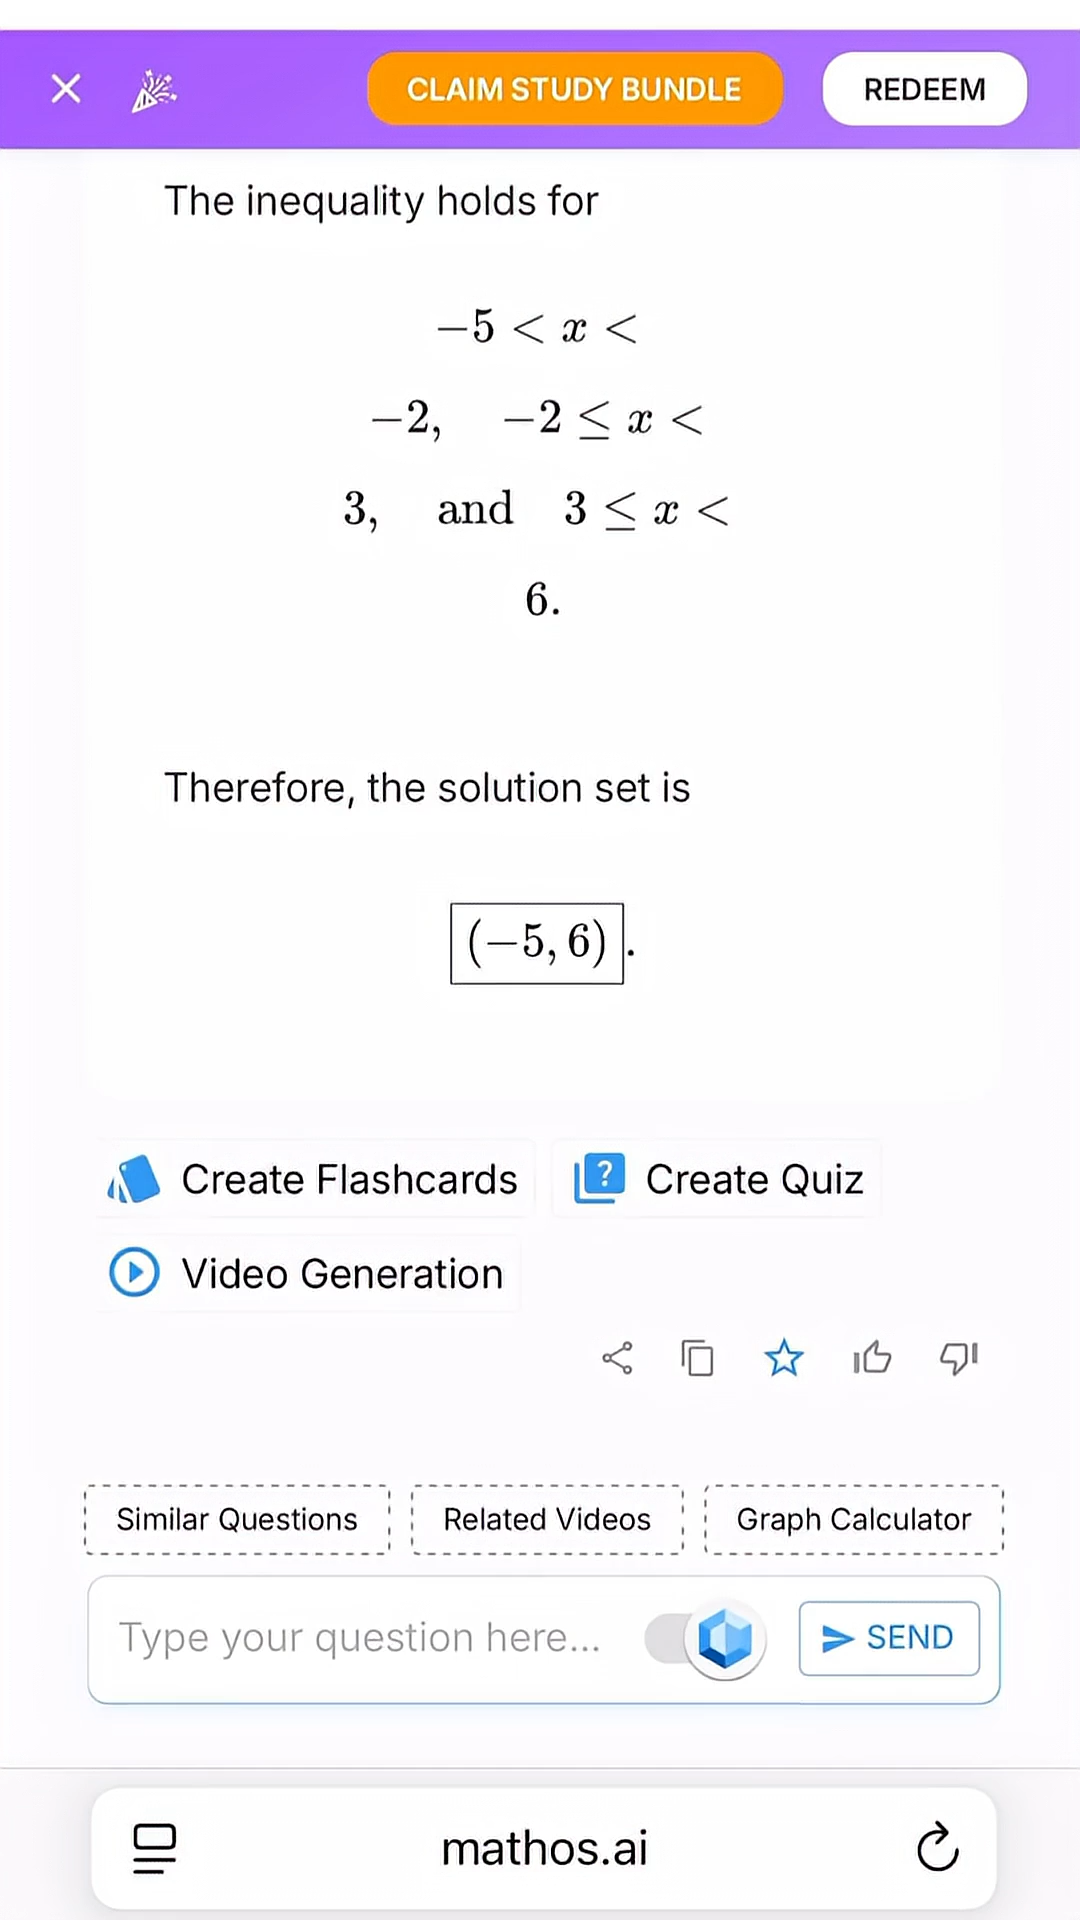 CLAIM STUDY BUNDLE
REDEEM
The inequality holds for
−5 < x <
−2, −2 ≤ x <
3, and 3 ≤ x <
6.
Therefore, the solution set is
(−5, 6).
Create Flashcards
? Create Quiz
Video Generation
Similar Questions
Related Videos
Graph Calculator
Type your question here...
SEND
mathos.ai